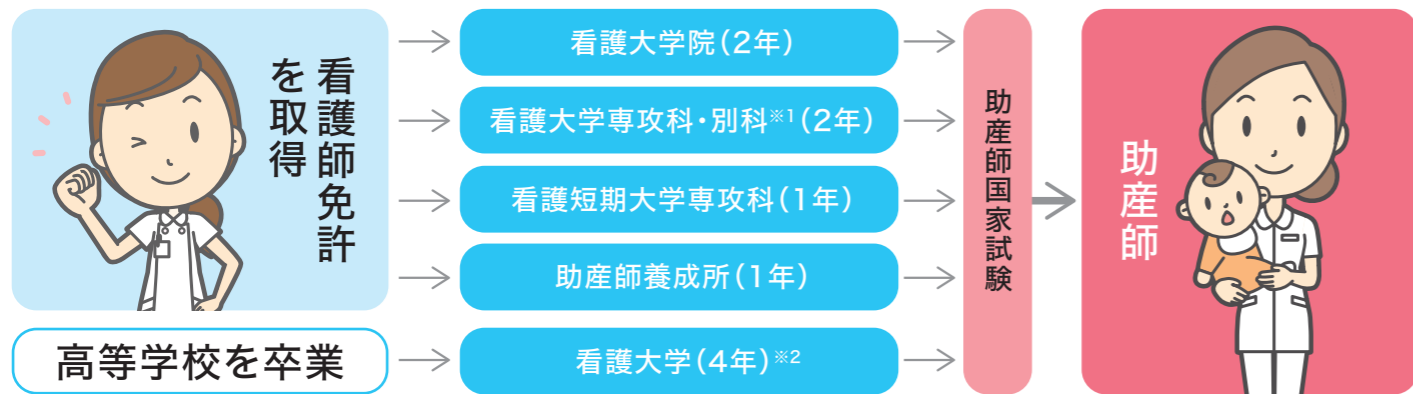 看護師免許
を取得
看護大学院(2年)
看護大学専攻科・別科※1(2年)
看護短期大学専攻科(1年)
助産師養成所(1年)
高等学校を卒業
看護大学(4年)※2
助産師国家試験
助産師